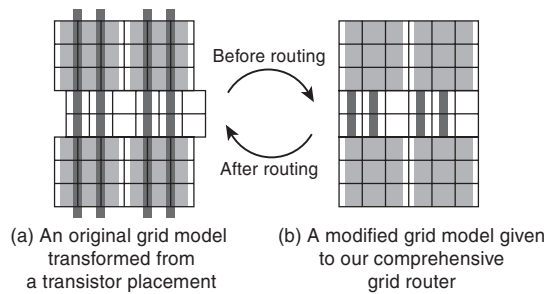 Before routing
After routing
(a) An original grid model
transformed from
a transistor placement
(b) A modified grid model given
to our comprehensive
grid router